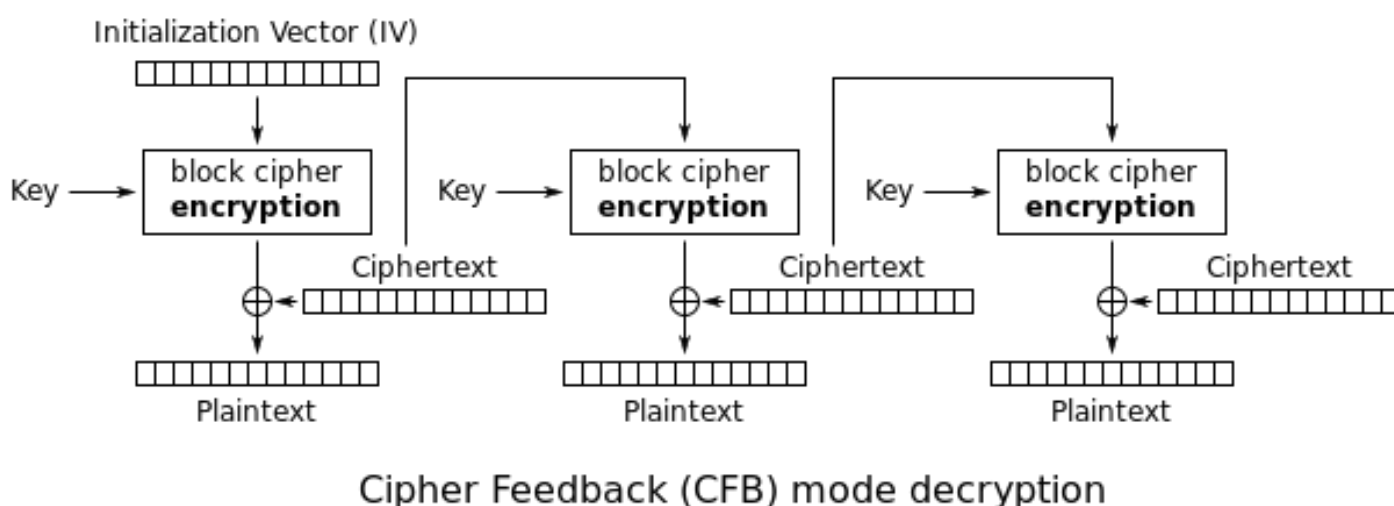 Initialization Vector (IV)
Key
block cipher
encryption
Key
block cipher
encryption
Key
block cipher
encryption
Ciphertext
Ciphertext
Ciphertext
Plaintext
Plaintext
Plaintext
Cipher Feedback (CFB) mode decryption